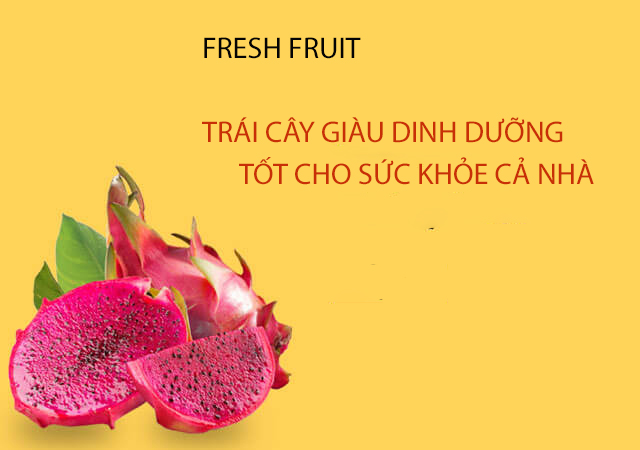 FRESH FRUIT
TRÁI CÂY GIÀU DINH DƯỠNG
TỐT CHO SỨC KHỎE CẢ NHÀ